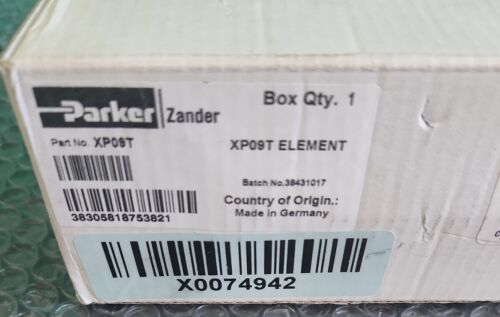 Parker Zander
Box Qty. 1
Part No. XP09T
XP09T ELEMENT
Batch No.38431017
38305818753821
Country of Origin.:
Made in Germany
X0074942